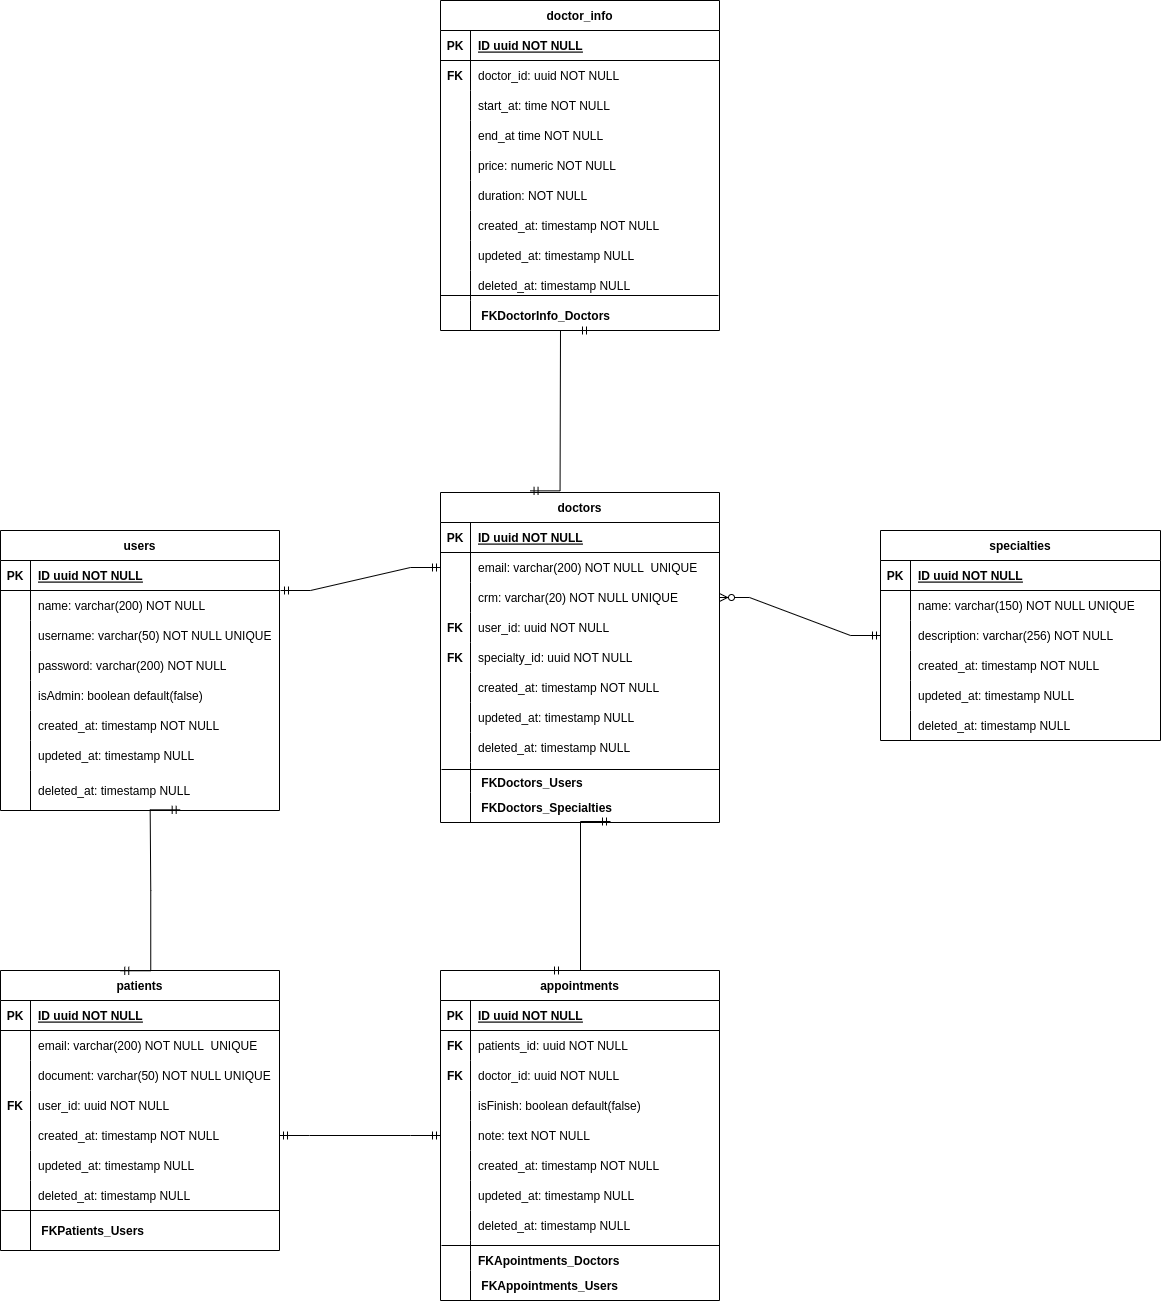 doctor_info
PK ID uuid NOT NULL
FK doctor_id: uuid NOT NULL
start_at: time NOT NULL
end_at time NOT NULL
price: numeric NOT NULL
duration: NOT NULL
created_at: timestamp NOT NULL
updeted_at: timestamp NULL
deleted_at: timestamp NULL
FKDoctorInfo_Doctors
doctors
PK ID uuid NOT NULL
email: varchar(200) NOT NULL  UNIQUE
crm: varchar(20) NOT NULL UNIQUE
FK user_id: uuid NOT NULL
FK specialty_id: uuid NOT NULL
created_at: timestamp NOT NULL
updeted_at: timestamp NULL
deleted_at: timestamp NULL
FKDoctors_Users
FKDoctors_Specialties
users
PK ID uuid NOT NULL
name: varchar(200) NOT NULL
username: varchar(50) NOT NULL UNIQUE
password: varchar(200) NOT NULL
isAdmin: boolean default(false)
created_at: timestamp NOT NULL
updeted_at: timestamp NULL
deleted_at: timestamp NULL
specialties
PK ID uuid NOT NULL
name: varchar(150) NOT NULL UNIQUE
description: varchar(256) NOT NULL
created_at: timestamp NOT NULL
updeted_at: timestamp NULL
deleted_at: timestamp NULL
patients
PK ID uuid NOT NULL
email: varchar(200) NOT NULL  UNIQUE
document: varchar(50) NOT NULL UNIQUE
FK user_id: uuid NOT NULL
created_at: timestamp NOT NULL
updeted_at: timestamp NULL
deleted_at: timestamp NULL
FKPatients_Users
appointments
PK ID uuid NOT NULL
FK patients_id: uuid NOT NULL
FK doctor_id: uuid NOT NULL
isFinish: boolean default(false)
note: text NOT NULL
created_at: timestamp NOT NULL
updeted_at: timestamp NULL
deleted_at: timestamp NULL
FKApointments_Doctors
FKAppointments_Users